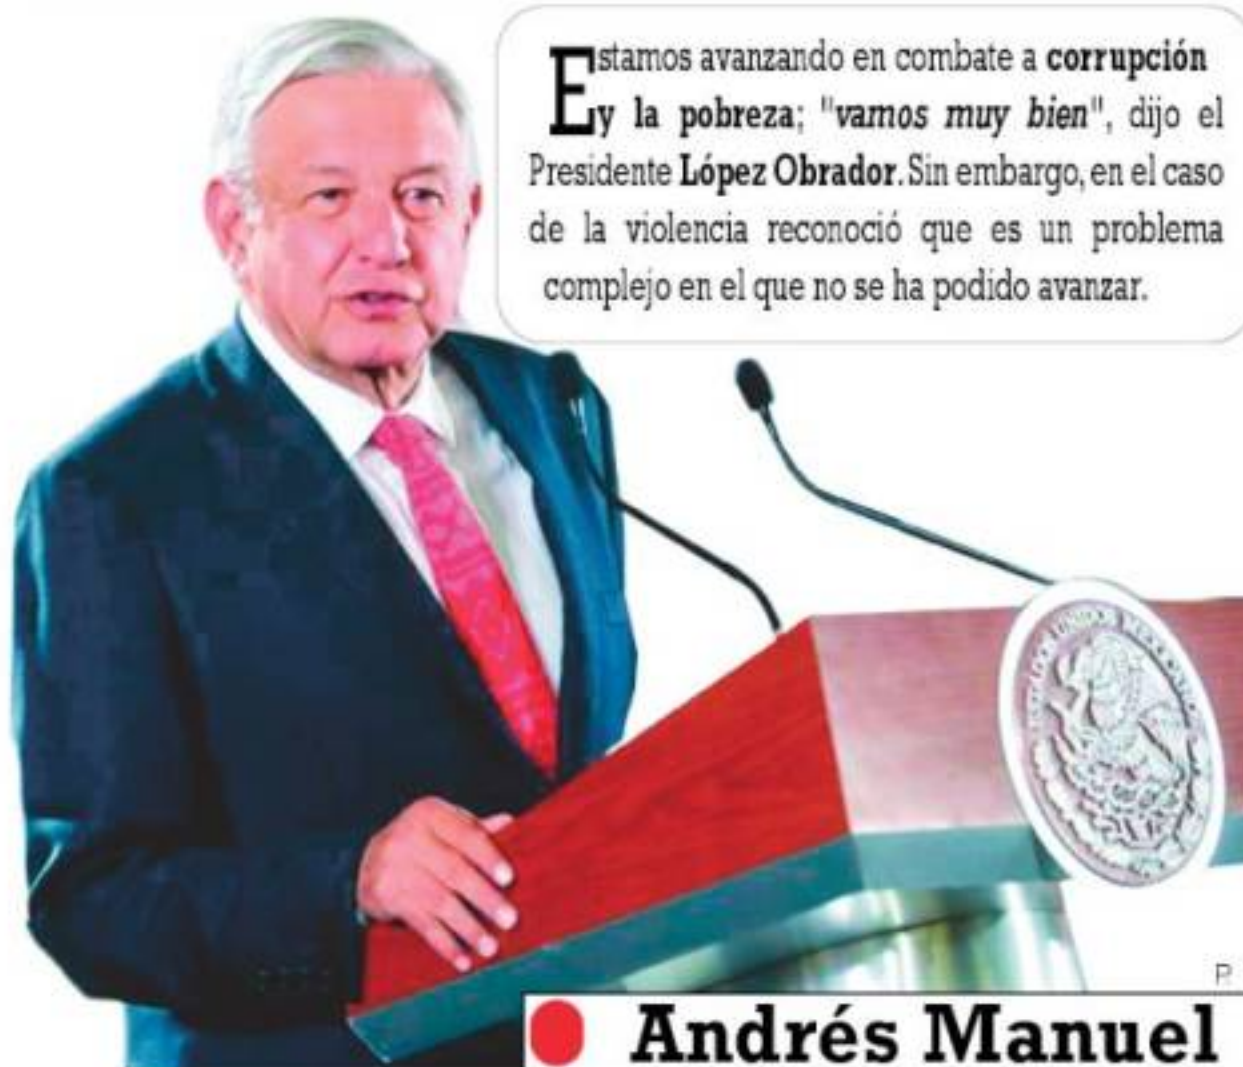 Estamos avanzando en combate a corrupción
y la pobreza; "vamos muy bien", dijo el
Presidente López Obrador. Sin embargo, en el caso
de la violencia reconoció que es un problema
complejo en el que no se ha podido avanzar.
P
Andrés Manuel